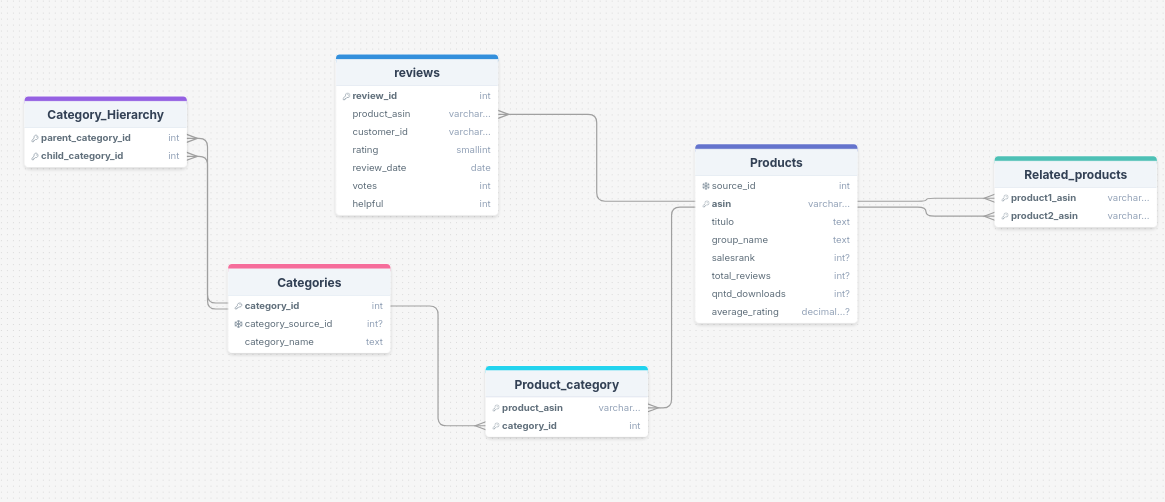 Category_Hierarchy
parent_category_id int
child_category_id int
reviews
review_id int
product_asin varchar...
customer_id varchar...
rating smallint
review_date date
votes int
helpful int
Products
source_id int
asin varchar...
titulo text
group_name text
salesrank int?
total_reviews int?
qntd_downloads int?
average_rating decimal...?
Related_products
product1_asin varchar...
product2_asin varchar...
Categories
category_id int
category_source_id int?
category_name text
Product_category
product_asin varchar...
category_id int